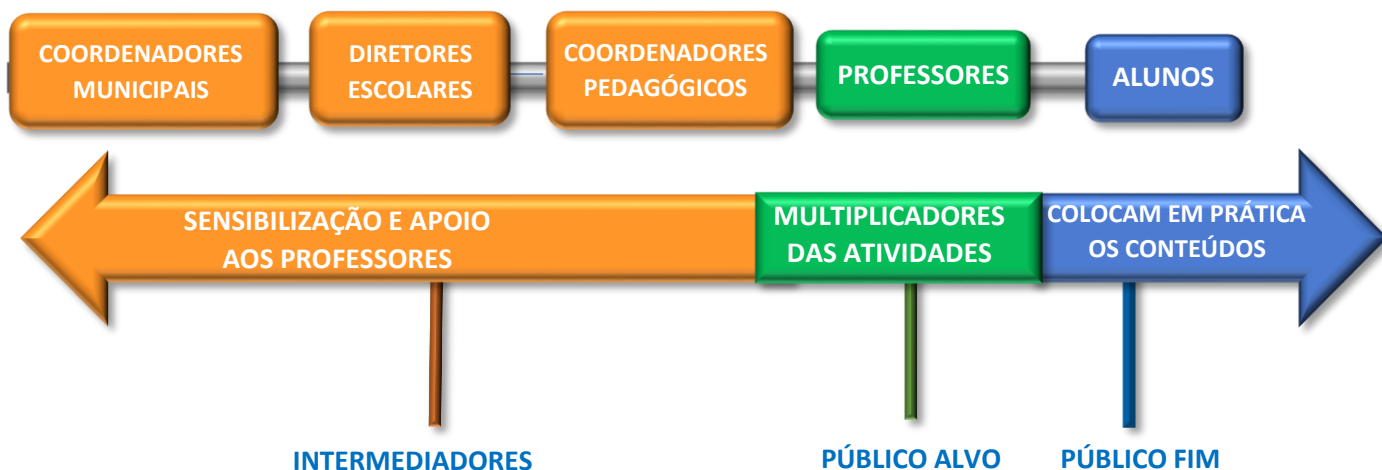 COORDENADORES
MUNICIPAIS
DIRETORES
ESCOLARES
COORDENADORES
PEDAGÓGICOS
PROFESSORES
ALUNOS
SENSIBILIZAÇÃO E APOIO
AOS PROFESSORES
MULTIPLICADORES
DAS ATIVIDADES
COLOCAM EM PRÁTICA
OS CONTEÚDOS
INTERMEDIADORES
PÚBLICO ALVO
PÚBLICO FIM